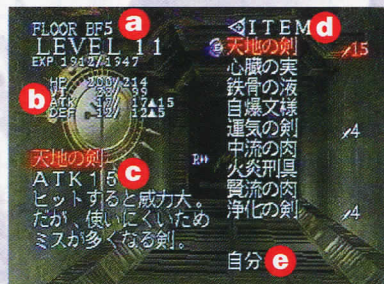 FLOOR BF5
a
LEVEL 11
EXP 1912/1947
b
HP 200/214
ATK 17/ 17▲15
DEF 12/ 12▲5
天地の剣
c
ATK15
ヒットすると威力大。
だが、使いにくいため
ミスが多くなる剣。
ITEM
d
天地の剣 /15
心臓の実
鉄骨の液
自爆文様
運気の剣 /4
中流の肉
火炎刑具
賢流の肉
浄化の剣 /4
自分
e